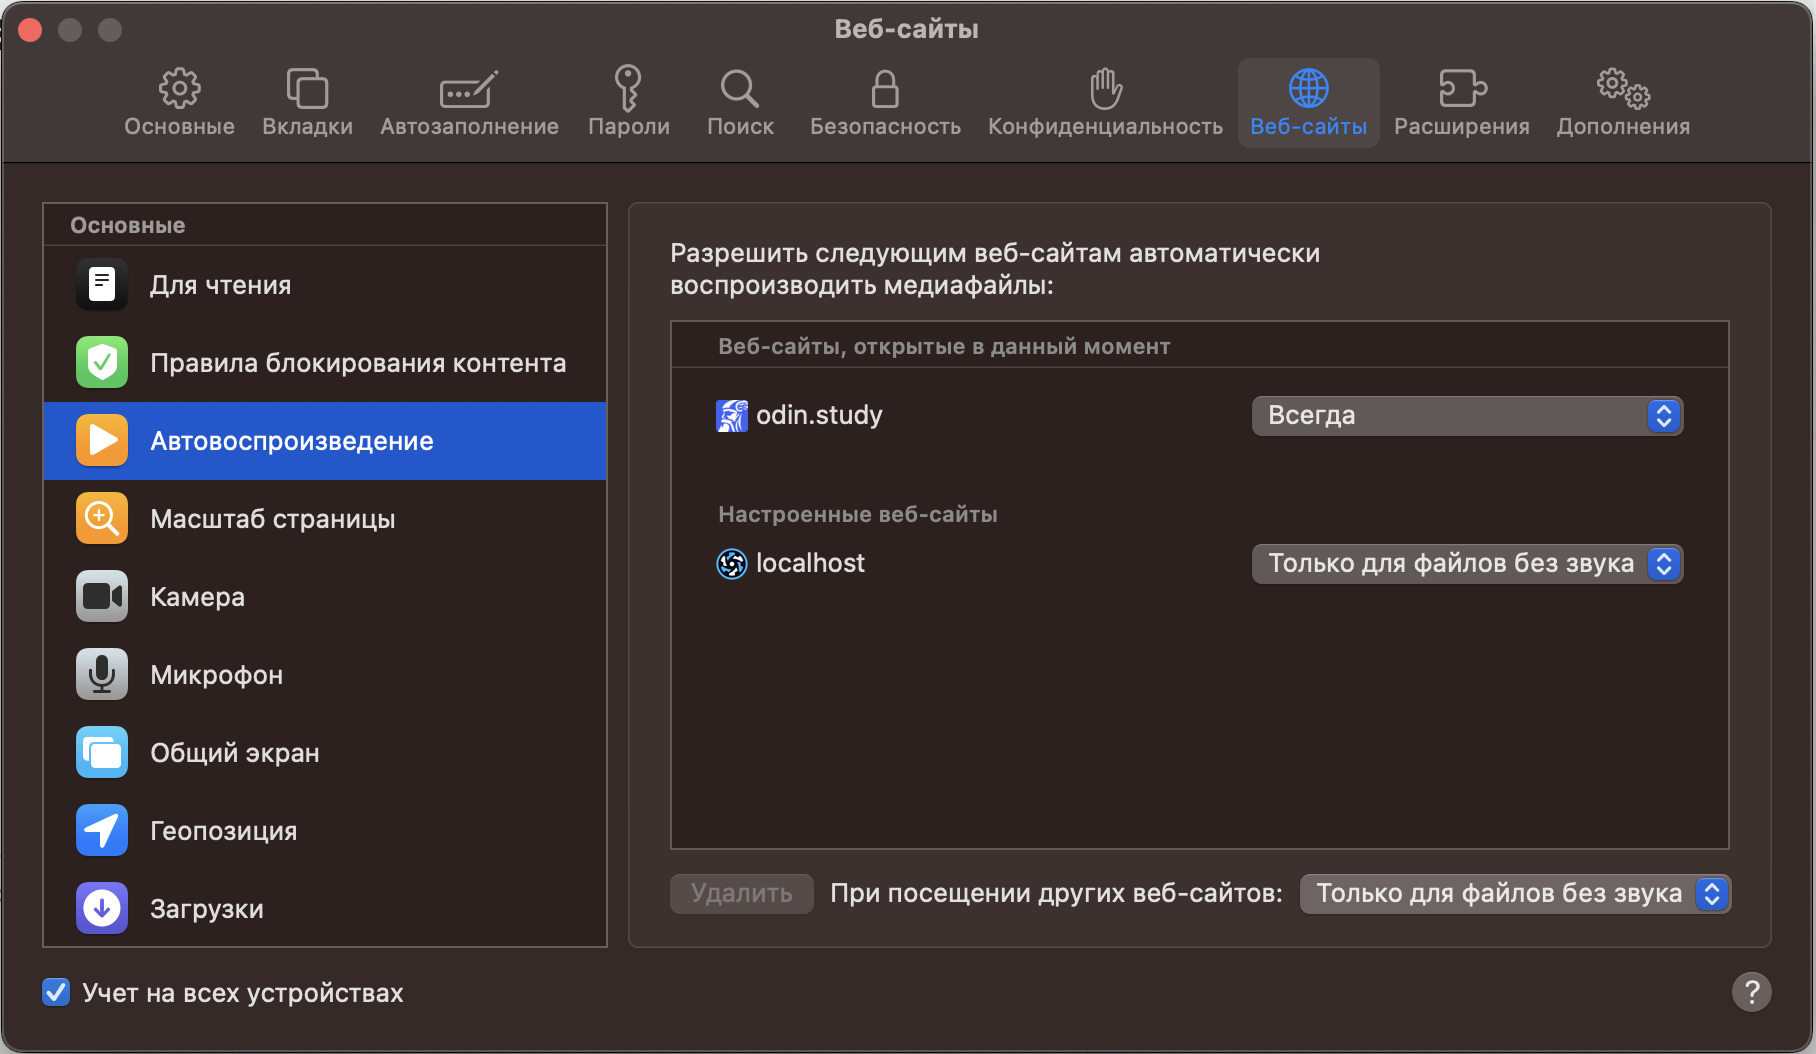 Веб-сайты
Основные
Вкладки
Автозаполнение
Пароли
Поиск
Безопасность
Конфиденциальность
Веб-сайты
Расширения
Дополнения
Основные
Для чтения
Правила блокирования контента
Автовоспроизведение
Масштаб страницы
Камера
Микрофон
Общий экран
Геопозиция
Загрузки
Разрешить следующим веб-сайтам автоматически
воспроизводить медиафайлы:
Веб-сайты, открытые в данный момент
odin.study
Всегда
Настроенные веб-сайты
localhost
Только для файлов без звука
Удалить
При посещении других веб-сайтов:
Только для файлов без звука
Учет на всех устройствах
?